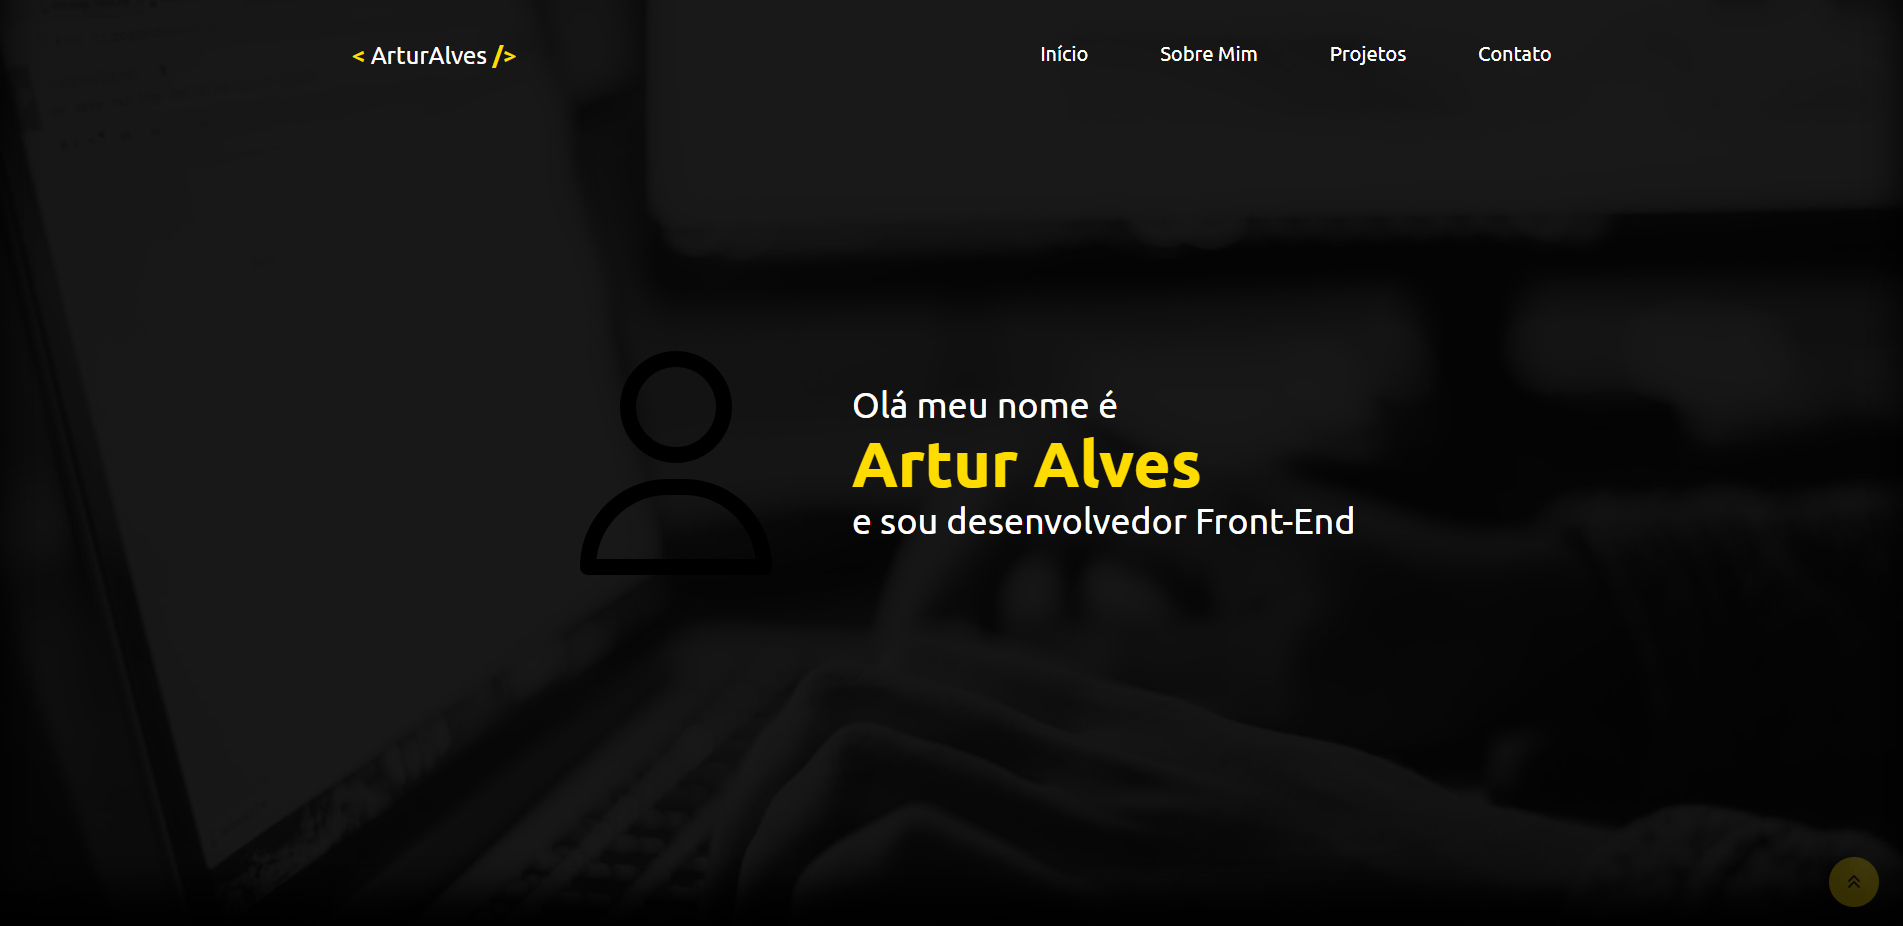 < ArturAlves />
Início
Sobre Mim
Projetos
Contato
Olá meu nome é
Artur Alves
e sou desenvolvedor Front-End